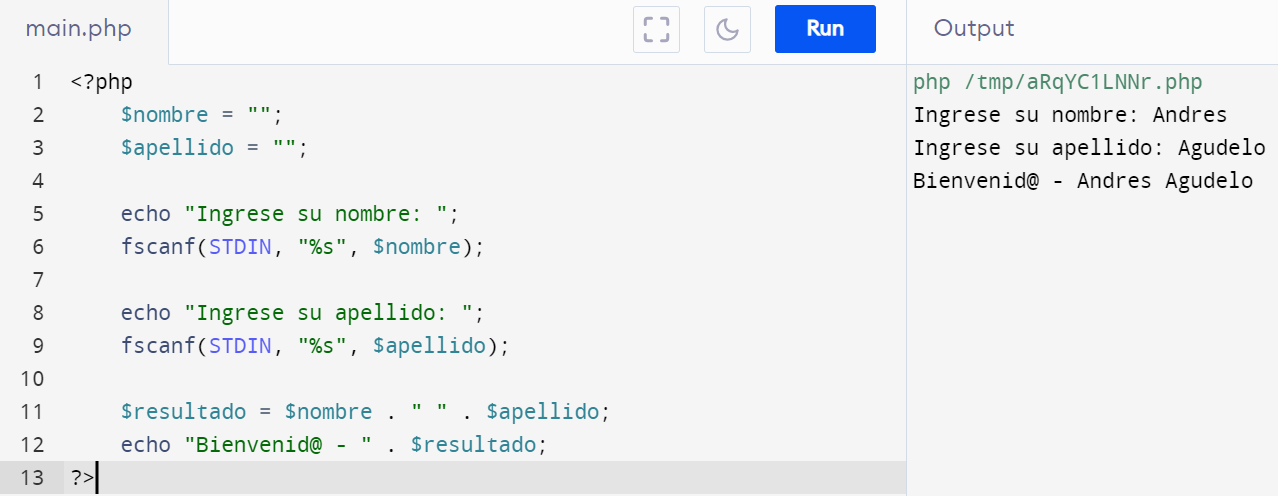 main.php
Run
1 <?php
2     $nombre = "";
3     $apellido = "";
4
5     echo "Ingrese su nombre: ";
6     fscanf(STDIN, "%s", $nombre);
7
8     echo "Ingrese su apellido: ";
9     fscanf(STDIN, "%s", $apellido);
10
11     $resultado = $nombre . " " . $apellido;
12     echo "Bienvenid@ - " . $resultado;
13 ?>
Output
php /tmp/aRqYC1LNNr.php
Ingrese su nombre: Andres
Ingrese su apellido: Agudelo
Bienvenid@ - Andres Agudelo